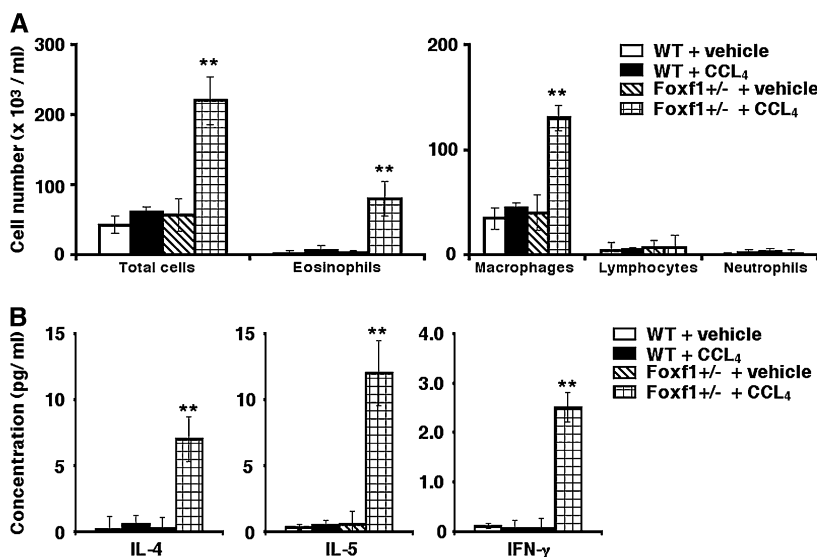 A
Cell number (x 10³ / ml)
300
200
100
0
**
**
Total cells
Eosinophils
200
100
0
**
Macrophages
Lymphocytes
Neutrophils
WT + vehicle
WT + CCL₄
Foxf1+/- + vehicle
Foxf1+/- + CCL₄
B
Concentration (pg/ ml)
15
10
5
0
**
IL-4
15
10
5
0
**
IL-5
4.0
3.0
2.0
1.0
0
**
IFN-γ
WT + vehicle
WT + CCL₄
Foxf1+/- + vehicle
Foxf1+/- + CCL₄